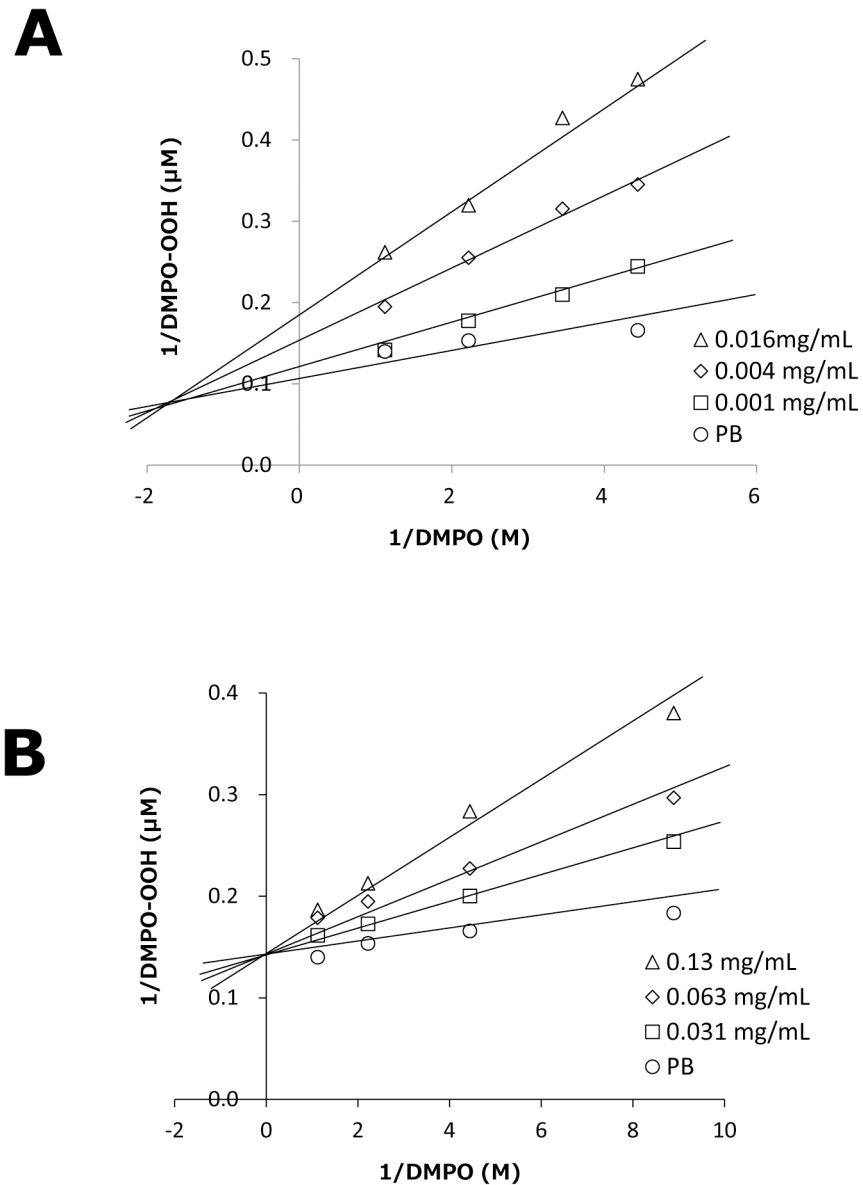 A
0.5
0.4
0.3
0.2
0.1
0.0
1/DMPO-OOH (µM)
-2 0 2 4 6
1/DMPO (M)
0.016mg/mL
0.004 mg/mL
0.001 mg/mL
PB
B
0.4
0.3
0.2
0.1
0.0
1/DMPO-OOH (µM)
-2 0 2 4 6 8 10
1/DMPO (M)
0.13 mg/mL
0.063 mg/mL
0.031 mg/mL
PB